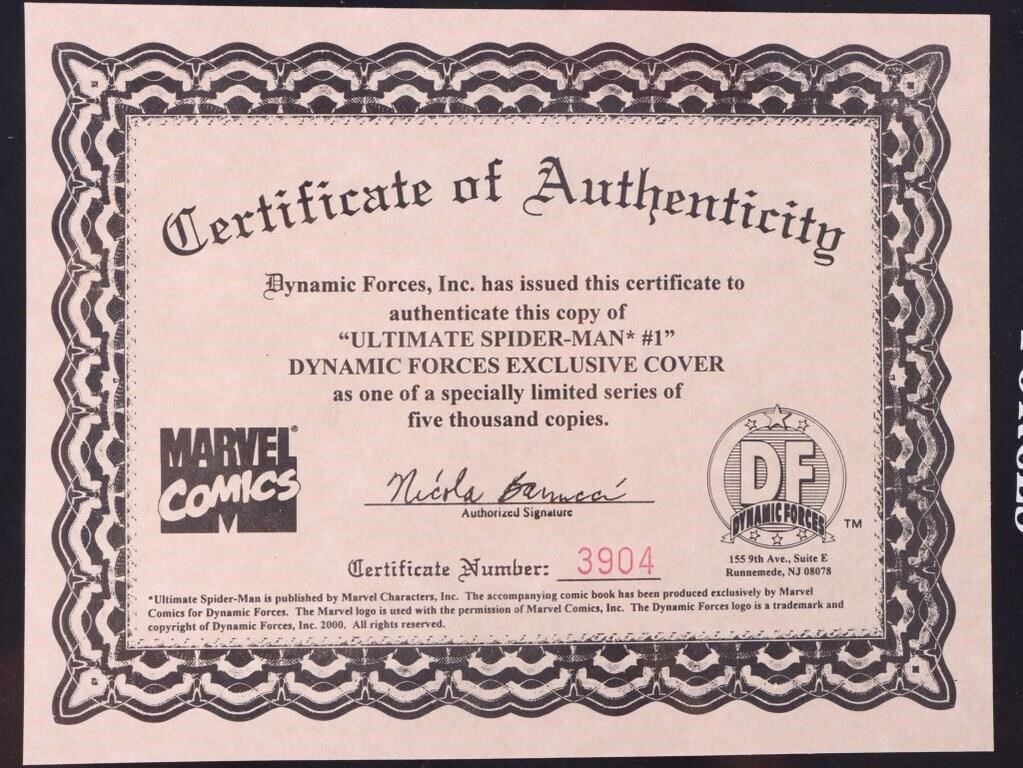 Certificate of Authenticity
Dynamic Forces, Inc. has issued this certificate to
authenticate this copy of
“ULTIMATE SPIDER-MAN* #1”
DYNAMIC FORCES EXCLUSIVE COVER
as one of a specially limited series of
five thousand copies.
MARVEL®
COMICS
M
Nicola Barrucci
Authorized Signature
DF
DYNAMIC FORCES
TM
155 9th Ave., Suite E
Runnemede, NJ 08078
Certificate Number: 3904
*Ultimate Spider-Man is published by Marvel Characters, Inc. The accompanying comic book has been produced exclusively by Marvel
Comics for Dynamic Forces. The Marvel logo is used with the permission of Marvel Comics, Inc. The Dynamic Forces logo is a trademark and
copyright of Dynamic Forces, Inc. 2000. All rights reserved.